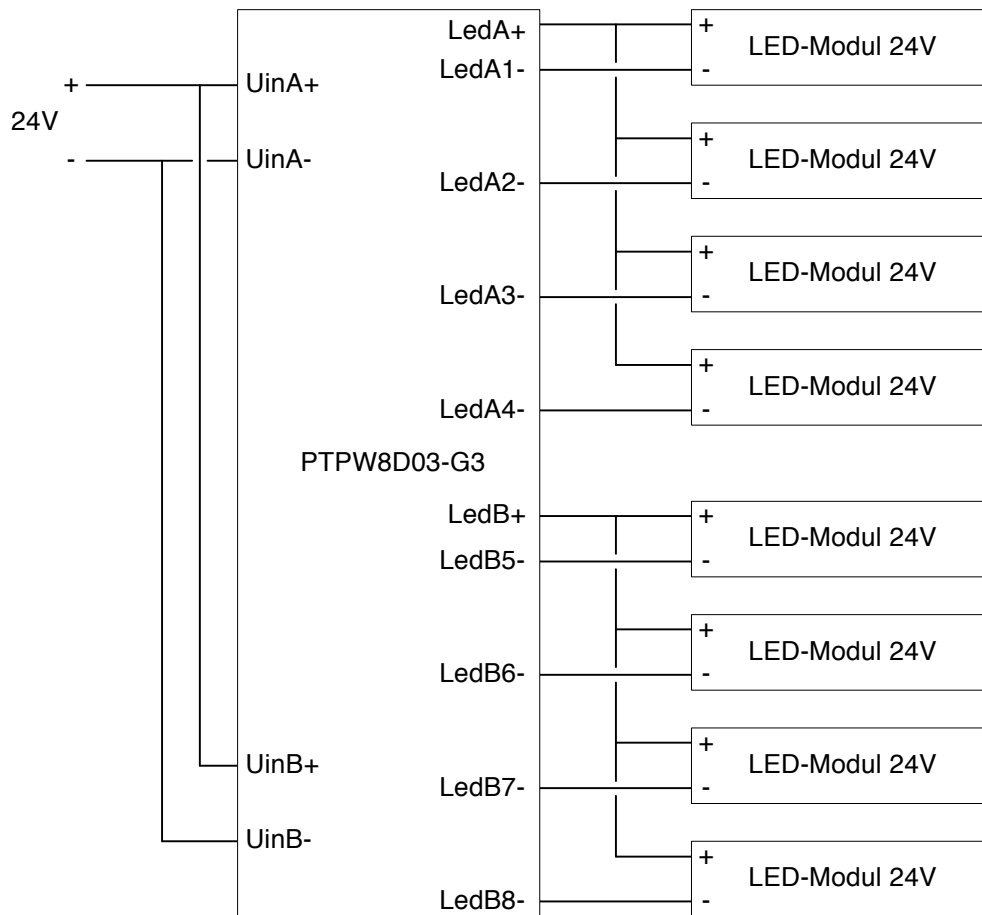 LedA+
+
LED-Modul 24V
LedA1-
-
+
UinA+
24V
-
UinA-
+
LED-Modul 24V
LedA2-
-
+
LED-Modul 24V
LedA3-
-
+
LED-Modul 24V
LedA4-
-
PTPW8D03-G3
LedB+
+
LED-Modul 24V
LedB5-
-
+
LED-Modul 24V
LedB6-
-
+
LED-Modul 24V
UinB+
LedB7-
-
UinB-
+
LED-Modul 24V
LedB8-
-